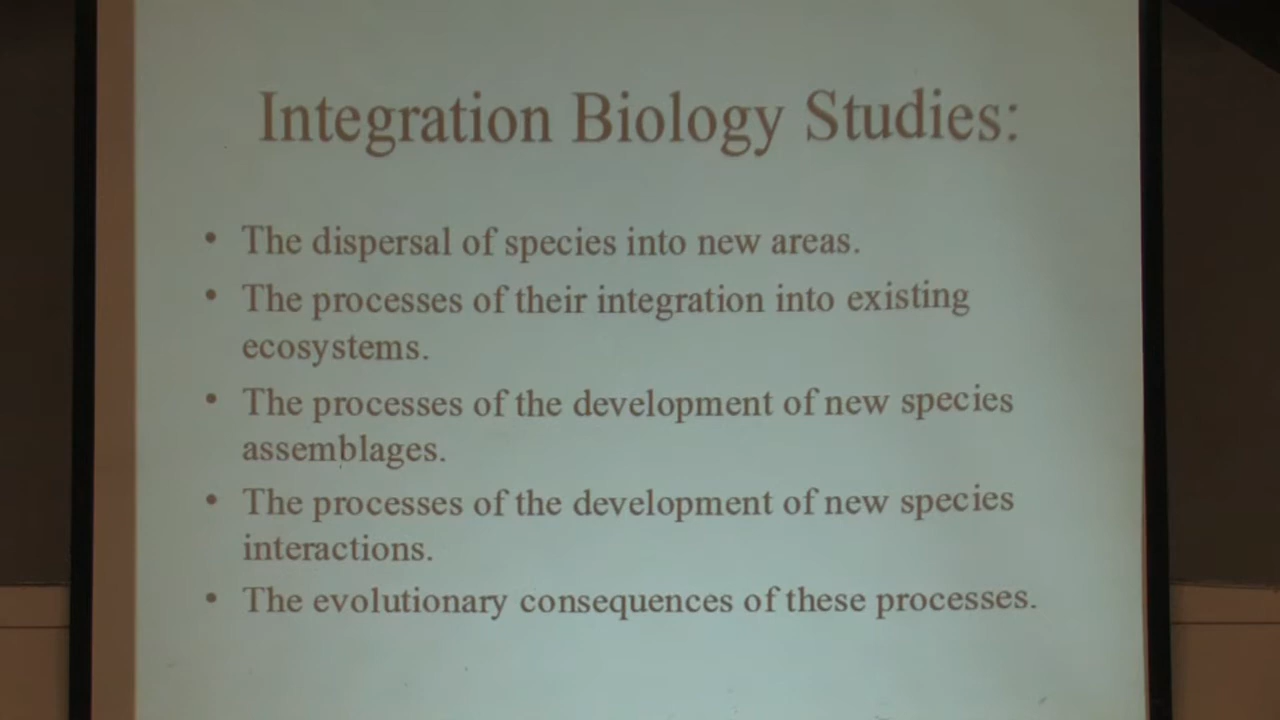 Integration Biology Studies:
• The dispersal of species into new areas.
• The processes of their integration into existing
ecosystems.
• The processes of the development of new species
assemblages.
• The processes of the development of new species
interactions.
• The evolutionary consequences of these processes.